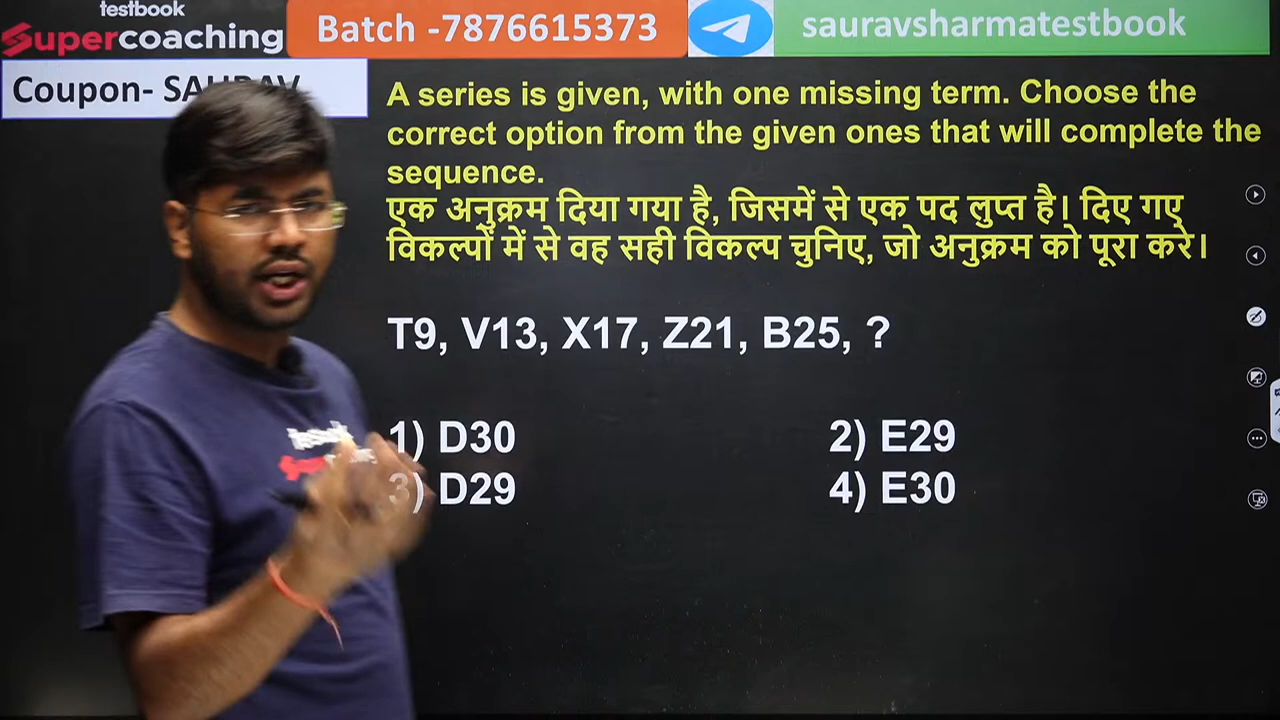 testbook
Supercoaching
Batch -7876615373
sauravsharmatestbook
Coupon-
A series is given, with one missing term. Choose the
correct option from the given ones that will complete the
sequence.
एक अनुक्रम दिया गया है, जिसमें से एक पद लुप्त है। दिए गए
विकल्पों में से वह सही विकल्प चुनिए, जो अनुक्रम को पूरा करे।
T9, V13, X17, Z21, B25, ?
1) D30
2) E29
3) D29
4) E30